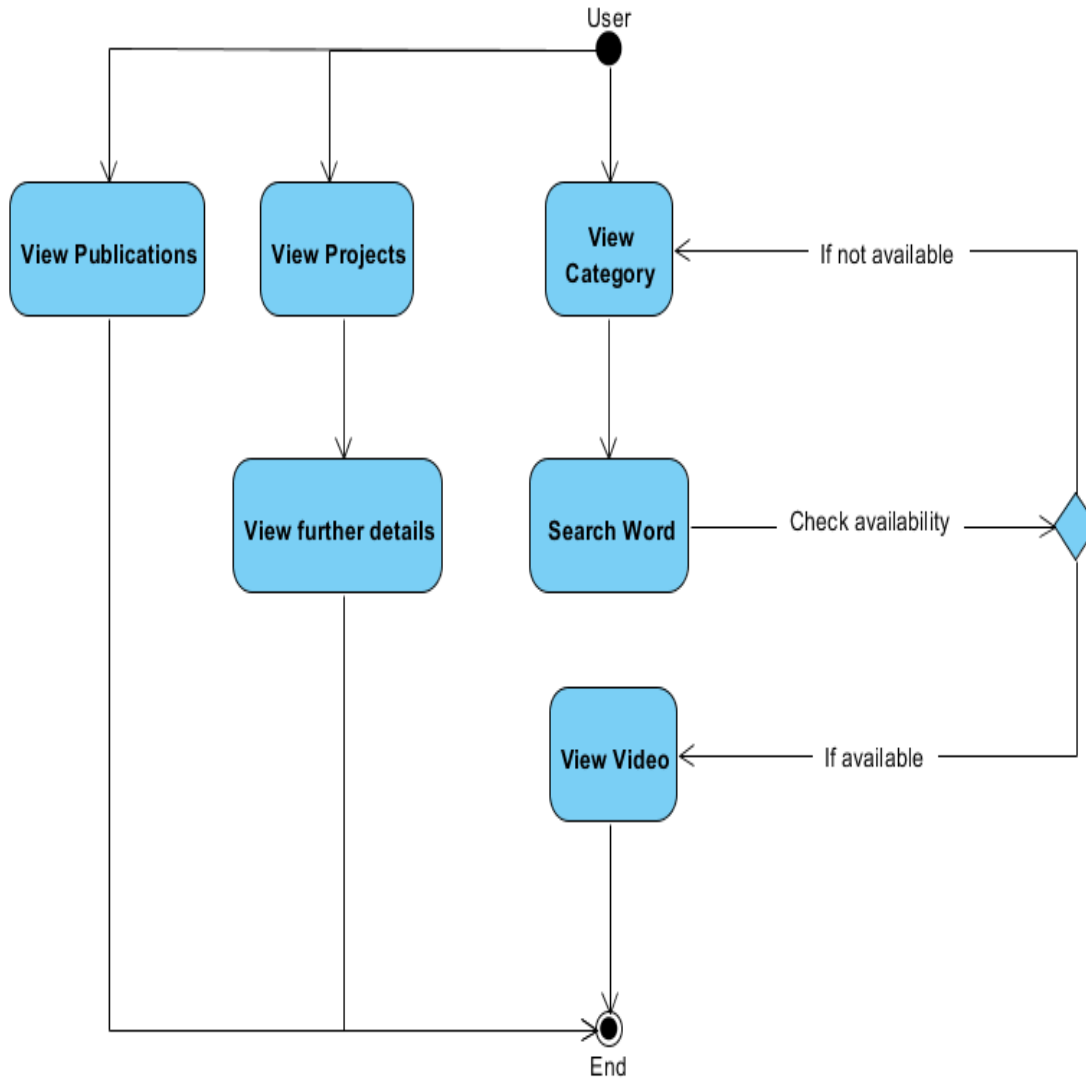 User
View Publications
View Projects
View
Category
If not available
View further details
Search Word
Check availability
View Video
If available
End